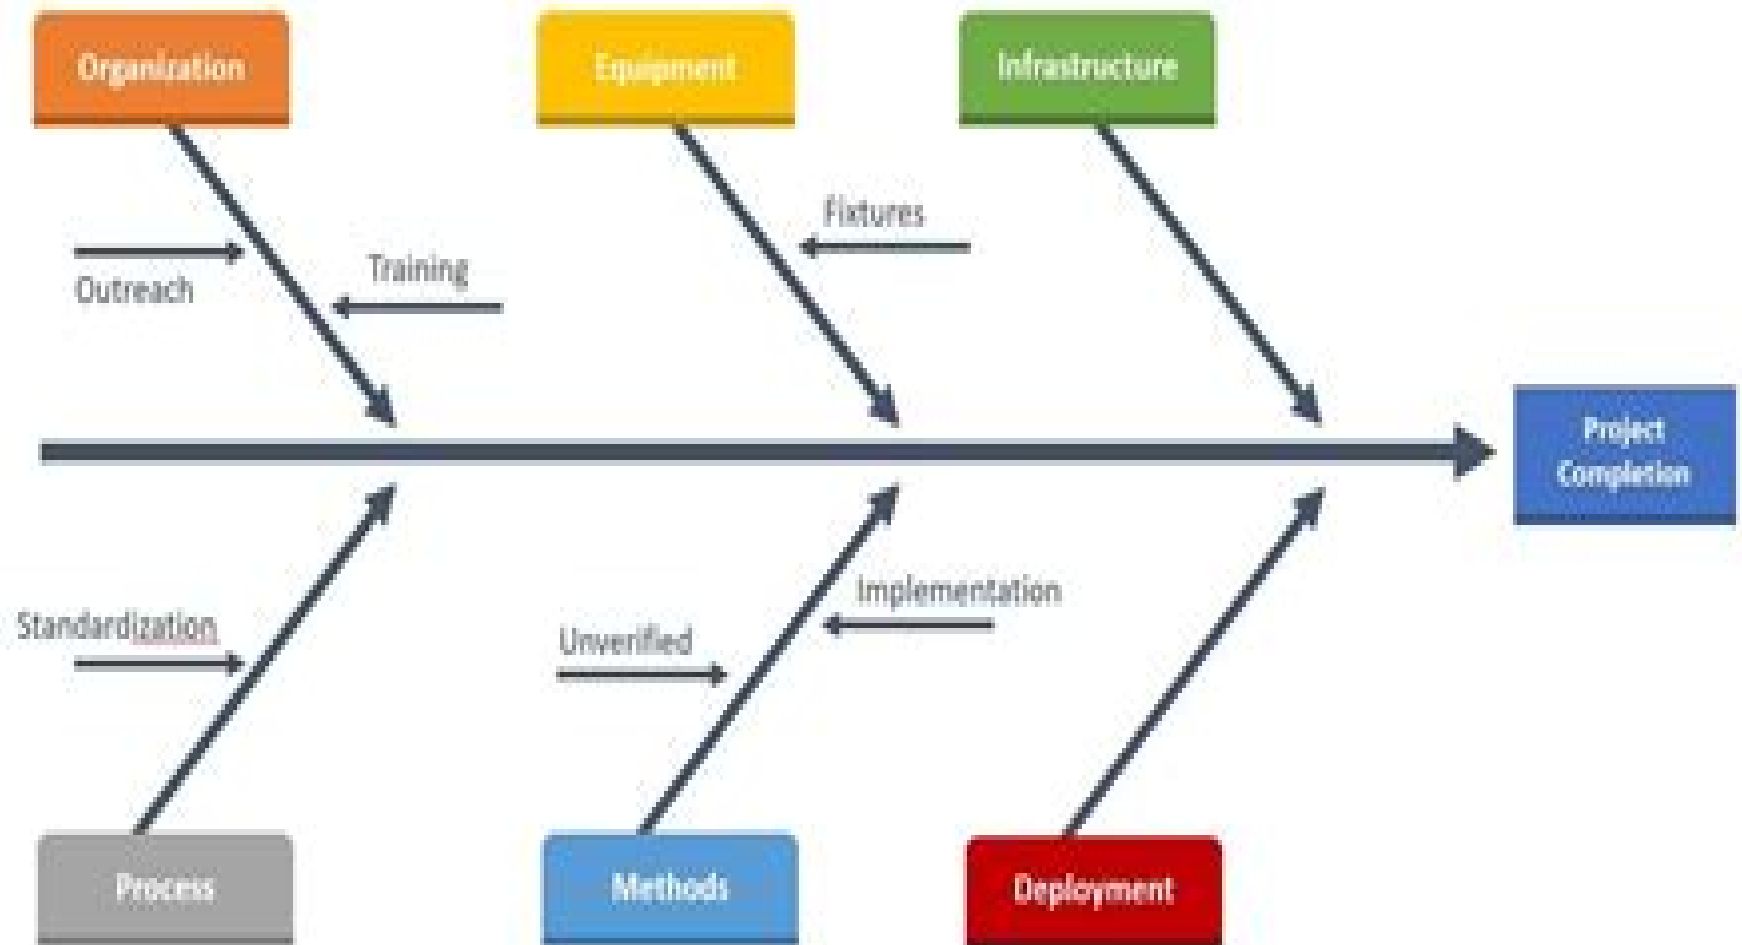 Organization
Equipment
Infrastructure
Fixtures
Outreach
Training
Project
Completion
Standardization
Implementation
Unverified
Process
Methods
Deployment